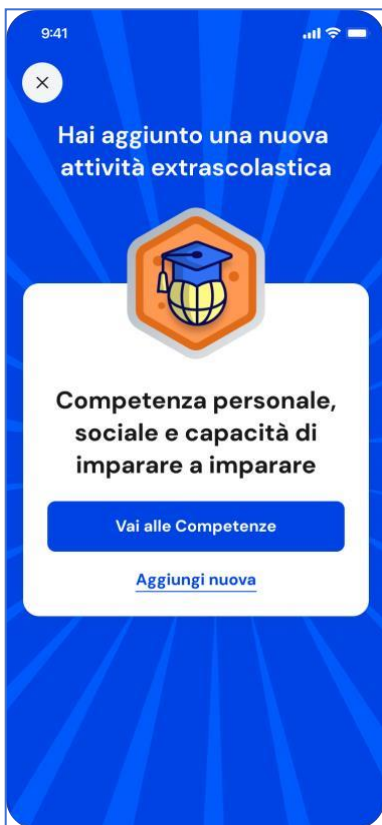 9:41
Hai aggiunto una nuova
attività extrascolastica
Competenza personale,
sociale e capacità di
imparare a imparare
Vai alle Competenze
Aggiungi nuova